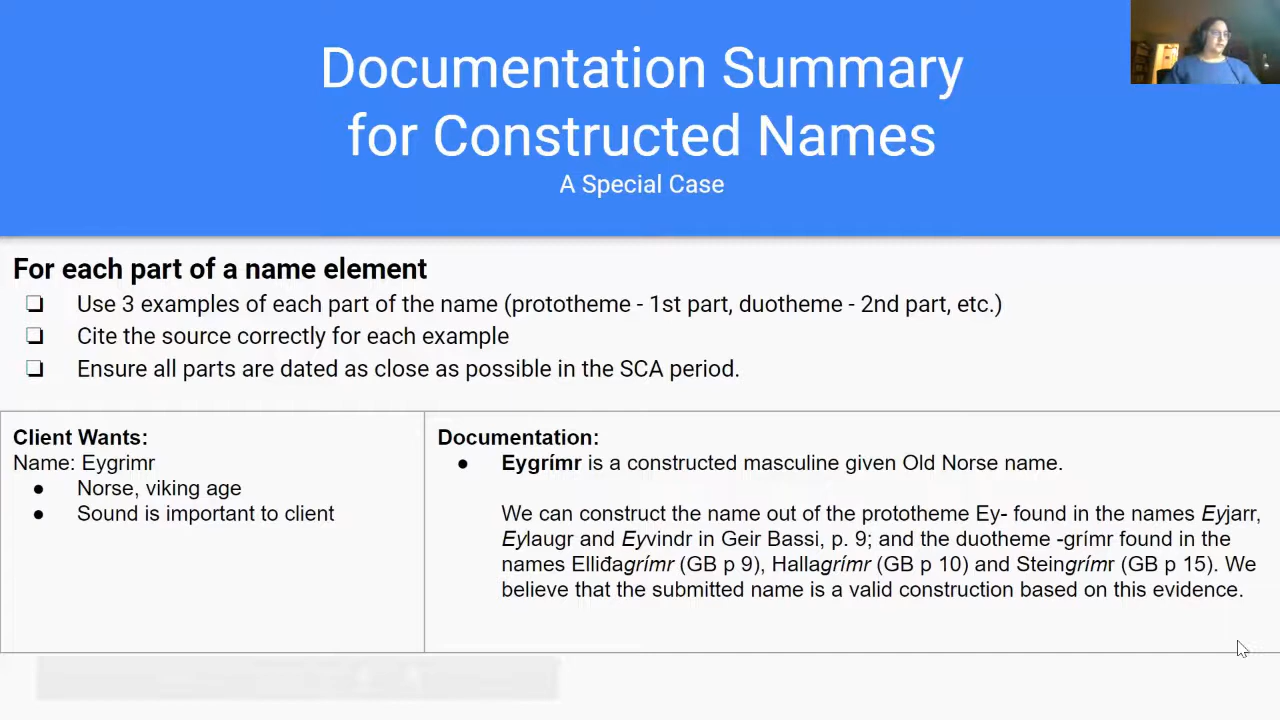 Documentation Summary
for Constructed Names
A Special Case
For each part of a name element
❏ Use 3 examples of each part of the name (prototheme - 1st part, duotheme - 2nd part, etc.)
❏ Cite the source correctly for each example
❏ Ensure all parts are dated as close as possible in the SCA period.
Client Wants:
Name: Eygrimr
● Norse, viking age
● Sound is important to client
Documentation:
● Eygrímr is a constructed masculine given Old Norse name.
We can construct the name out of the prototheme Ey- found in the names Eyjarr,
Eylaugr and Eyvindr in Geir Bassi, p. 9; and the duotheme -grímr found in the
names Elliđagrímr (GB p 9), Hallagrímr (GB p 10) and Steingrímr (GB p 15). We
believe that the submitted name is a valid construction based on this evidence.